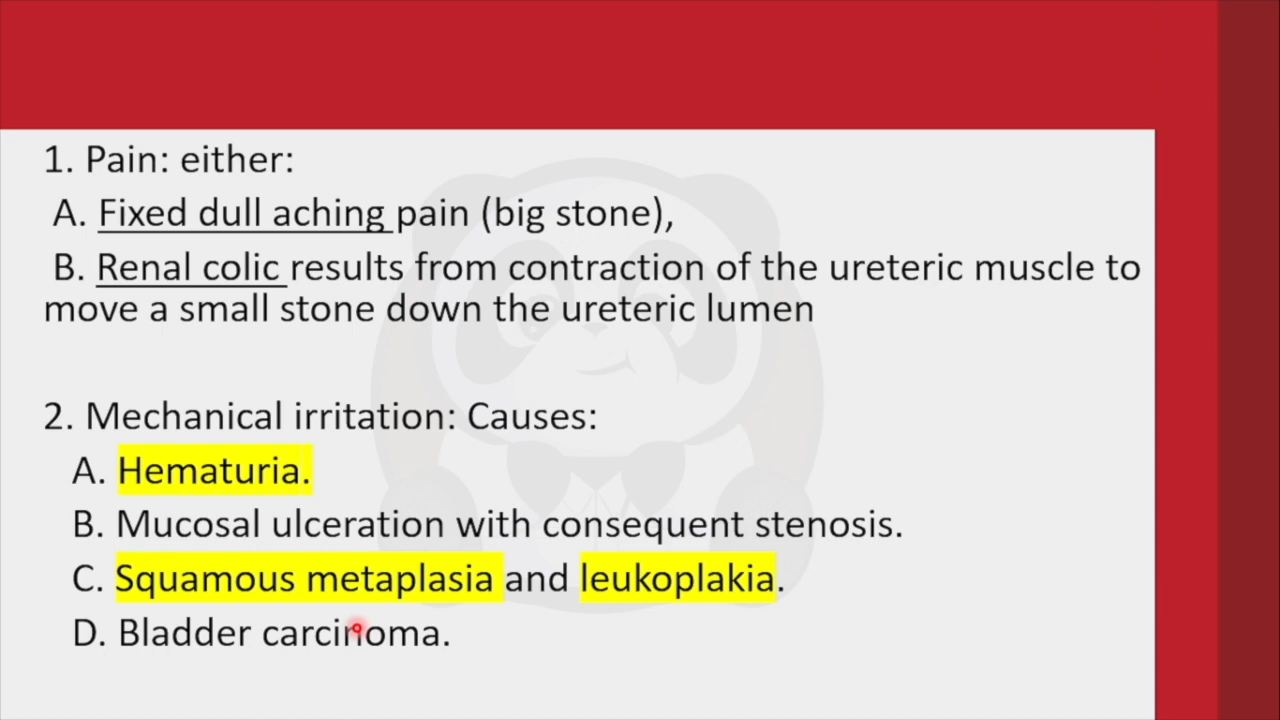 1. Pain: either:
A. Fixed dull aching pain (big stone),
B. Renal colic results from contraction of the ureteric muscle to
move a small stone down the ureteric lumen
2. Mechanical irritation: Causes:
A. Hematuria.
B. Mucosal ulceration with consequent stenosis.
C. Squamous metaplasia and leukoplakia.
D. Bladder carcinoma.